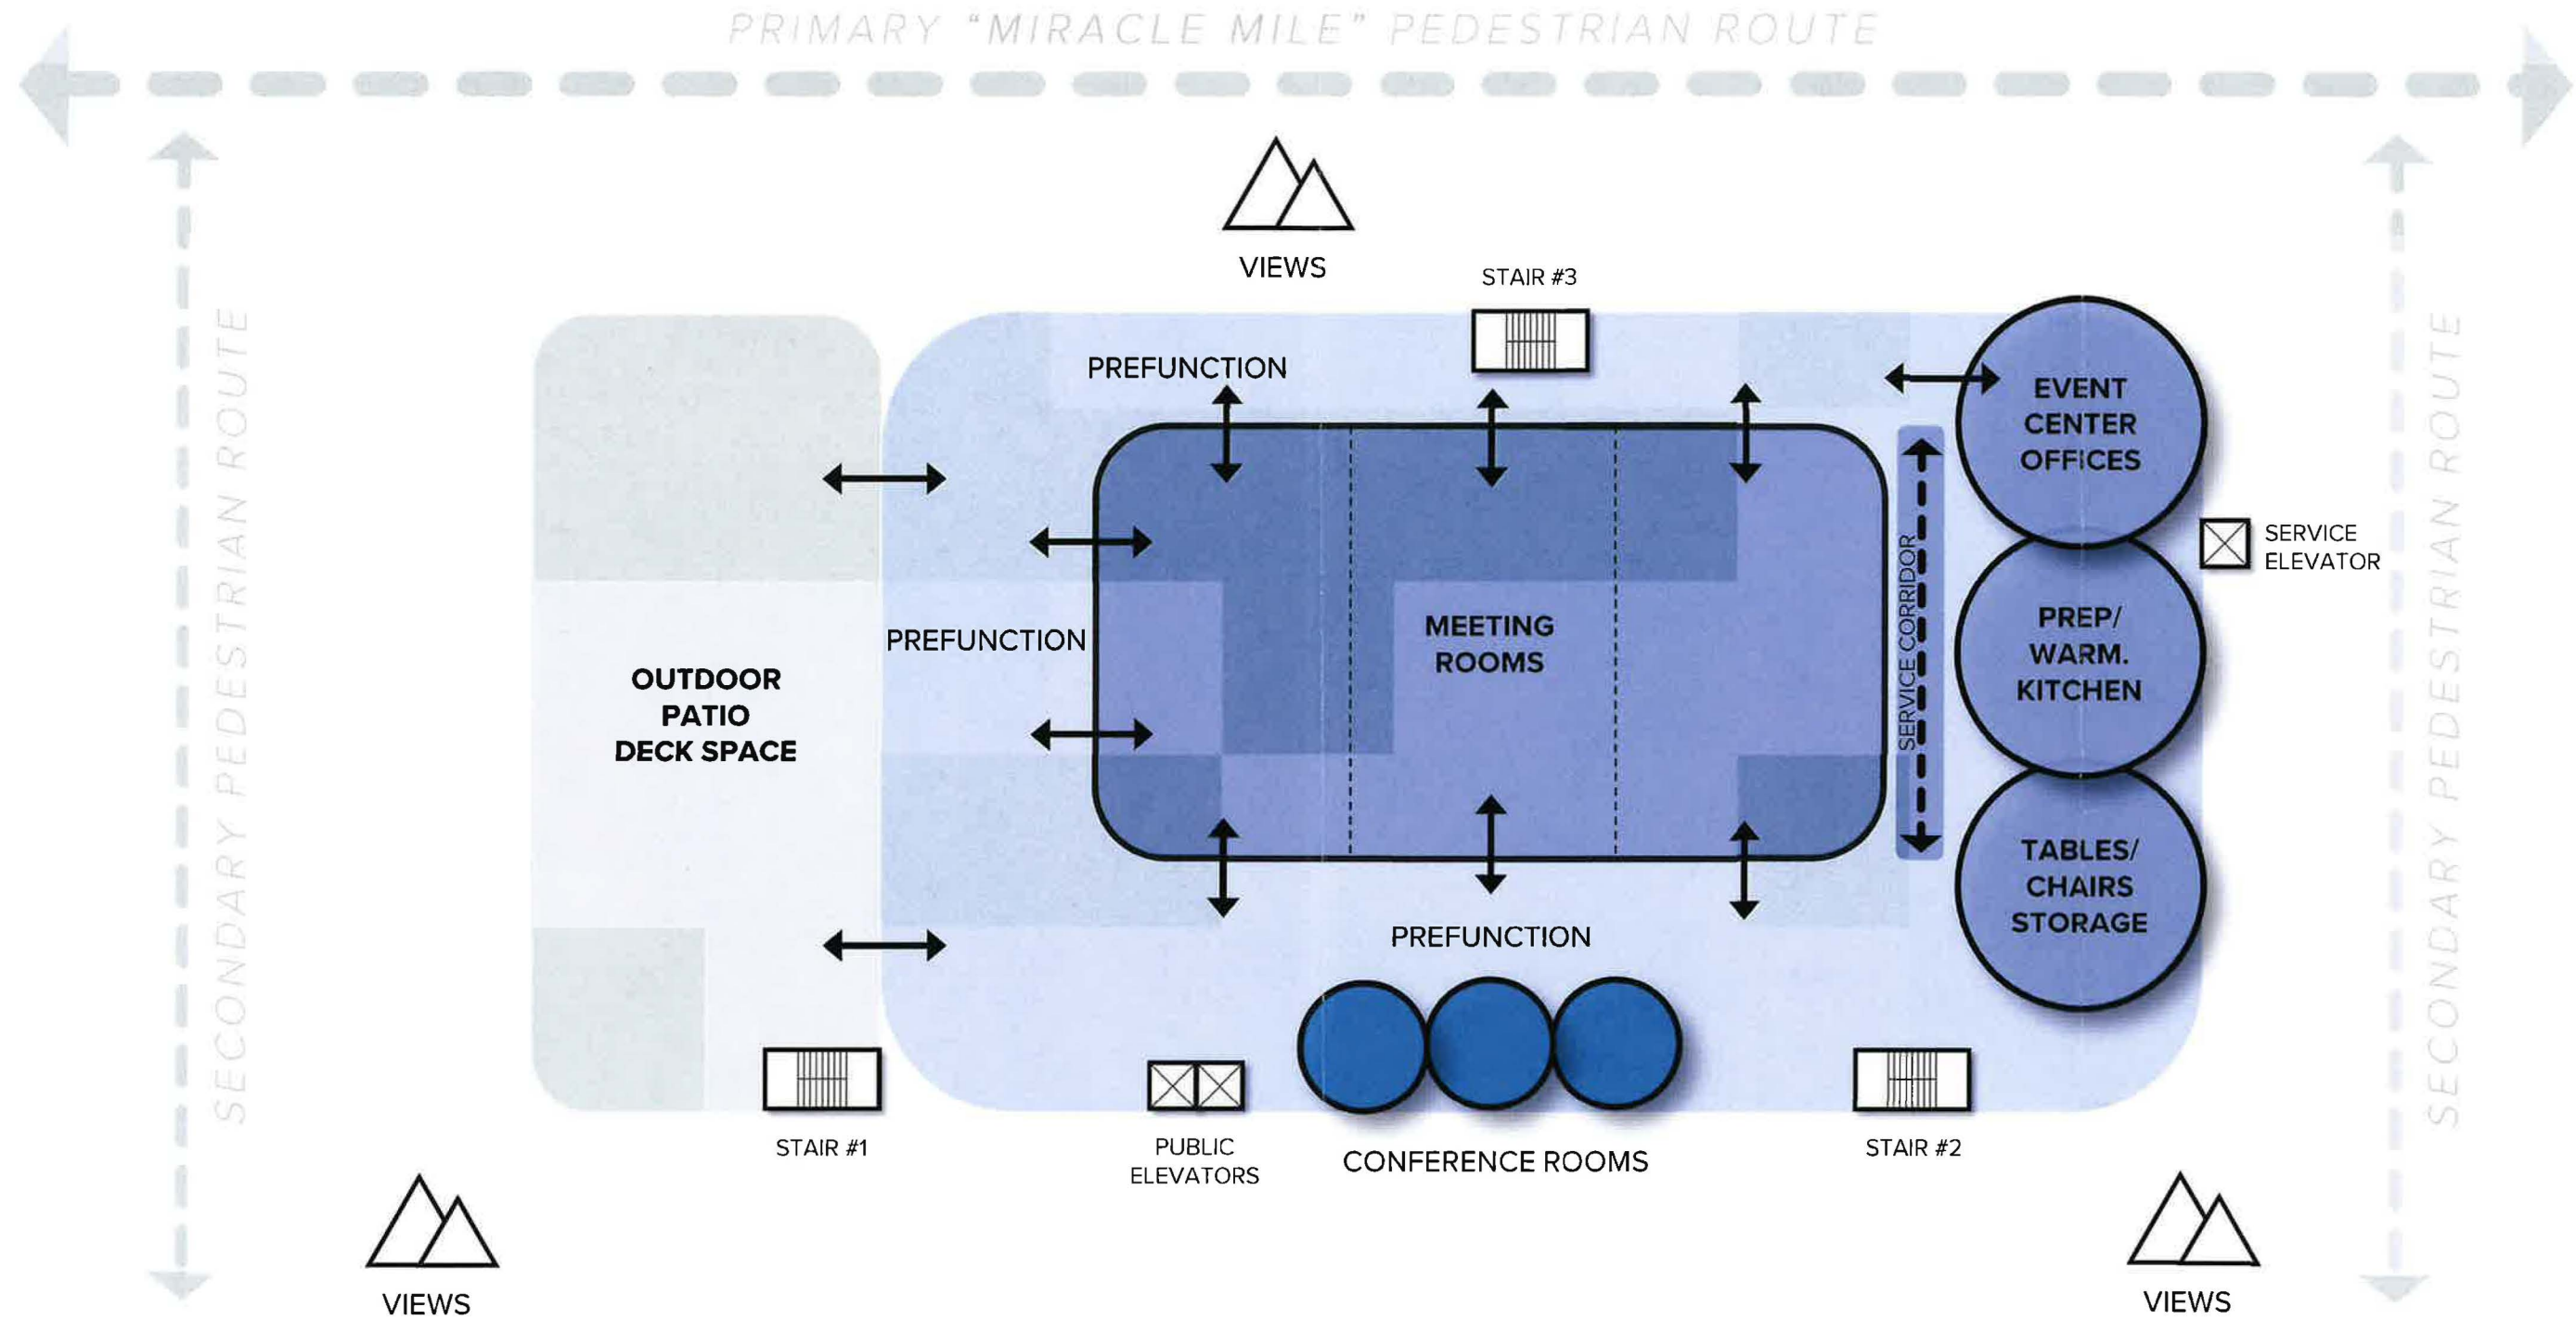 PRIMARY "MIRACLE MILE" PEDESTRIAN ROUTE
VIEWS
STAIR #3
SECONDARY PEDESTRIAN ROUTE
SECONDARY PEDESTRIAN ROUTE
PREFUNCTION
EVENT
CENTER
OFFICES
SERVICE
ELEVATOR
SERVICE CORRIDOR
PREFUNCTION
MEETING
ROOMS
PREP/
WARM.
KITCHEN
OUTDOOR
PATIO
DECK SPACE
TABLES/
CHAIRS
STORAGE
PREFUNCTION
STAIR #1
PUBLIC
ELEVATORS
CONFERENCE ROOMS
STAIR #2
VIEWS
VIEWS